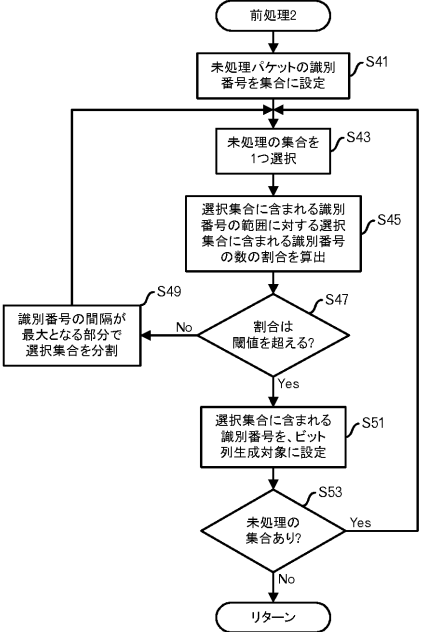 前処理2
未処理パケットの識別
番号を集合に設定
S41
未処理の集合を
1つ選択
S43
選択集合に含まれる識別
番号の範囲に対する選択
集合に含まれる識別番号
の数の割合を算出
S45
割合は
閾値を超える?
S47
No
Yes
識別番号の間隔が
最大となる部分で
選択集合を分割
S49
選択集合に含まれる
識別番号を、ビット
列生成対象に設定
S51
未処理の
集合あり?
S53
Yes
No
リターン